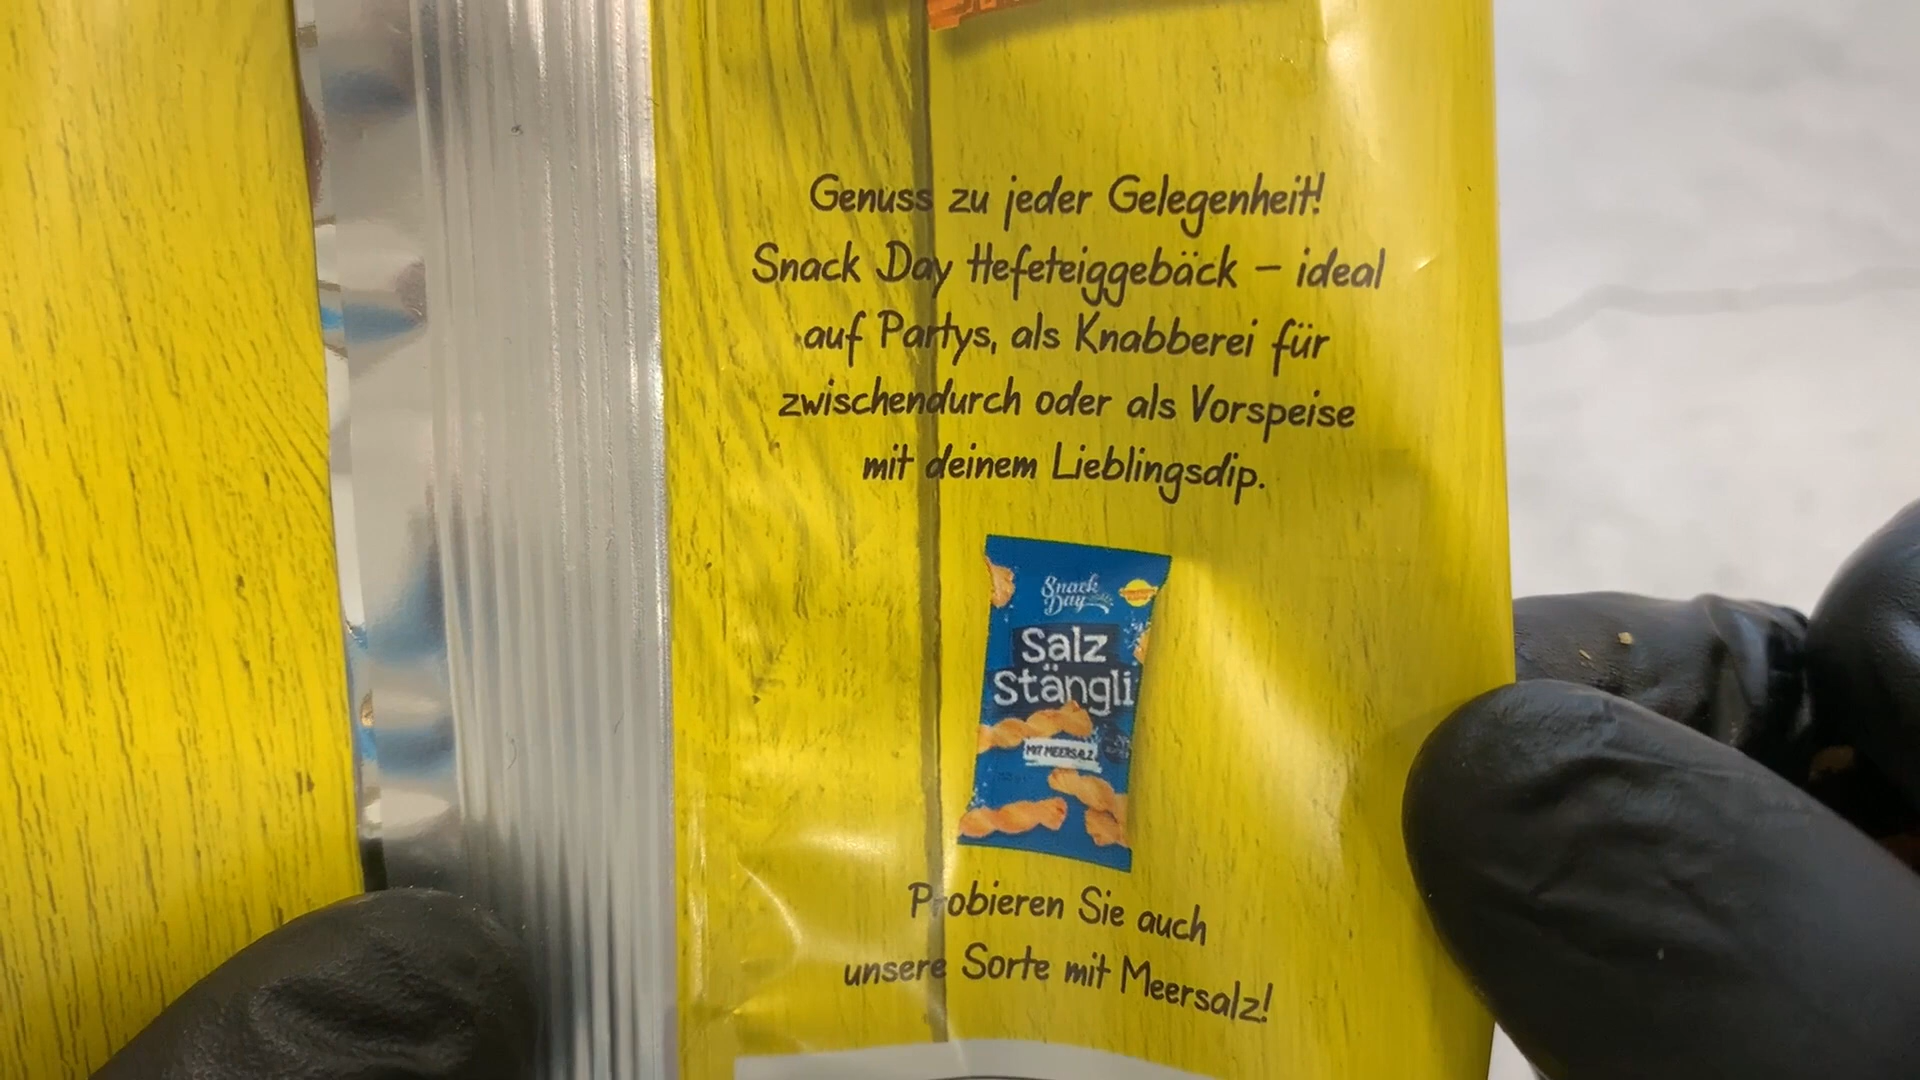 Genuss zu jeder Gelegenheit!
Snack Day Hefeteiggebäck – ideal
auf Partys, als Knabberei für
zwischendurch oder als Vorspeise
mit deinem Lieblingsdip.
Snack
Day
Salz
Stängli
MIT MEERSALZ
Probieren Sie auch
unsere Sorte mit Meersalz!